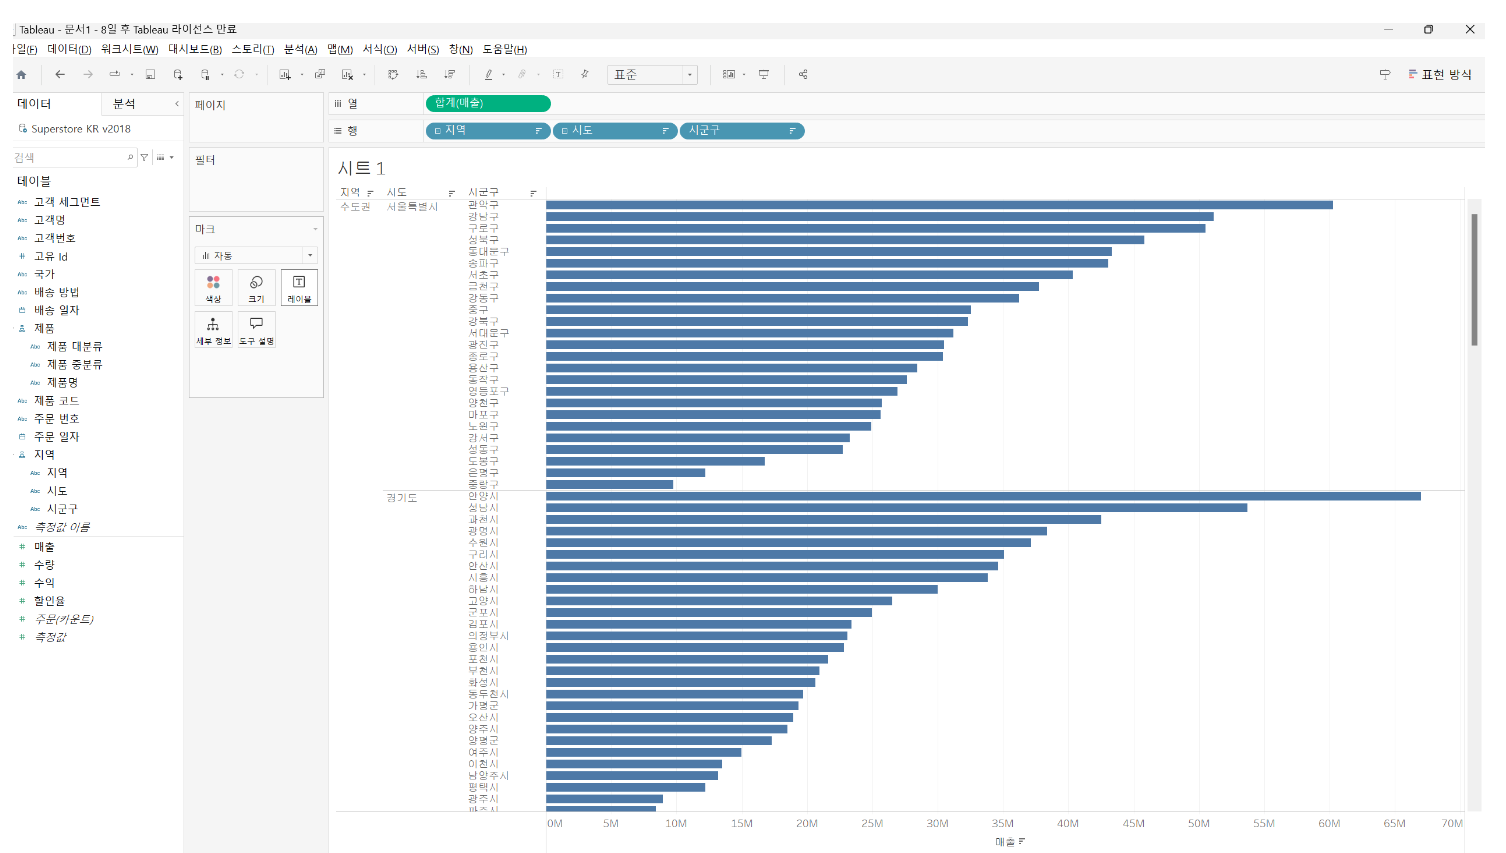 Tableau - 문서1 - 8일 후 Tableau 라이선스 만료
일(F) 데이터(D) 워크시트(W) 대시보드(B) 스토리(T) 분석(A) 맵(M) 서식(O) 서버(S) 창(N) 도움말(H)
표준
표현 방식
데이터 분석
Superstore KR v2018
검색
테이블
Abc 고객 세그먼트
Abc 고객명
Abc 고객번호
# 고유 Id
Abc 국가
Abc 배송 방법
배송 일자
제품
Abc 제품 대분류
Abc 제품 중분류
Abc 제품명
Abc 제품 코드
Abc 주문 번호
주문 일자
지역
Abc 지역
Abc 시도
Abc 시군구
Abc 측정값 이름
# 매출
# 수량
# 수익
# 할인율
# 주문(카운트)
# 측정값
페이지
필터
마크
자동
색상 크기 레이블
세부 정보 도구 설명
열 합계(매출)
행 지역 시도 시군구
시트 1
지역 시도 시군구
수도권 서울특별시 관악구
강남구
구로구
성북구
동대문구
송파구
서초구
금천구
강동구
중구
강북구
서대문구
광진구
종로구
용산구
동작구
영등포구
양천구
마포구
노원구
강서구
성동구
도봉구
은평구
중랑구
경기도 안양시
성남시
과천시
광명시
수원시
구리시
안산시
시흥시
하남시
고양시
군포시
김포시
의정부시
용인시
포천시
부천시
화성시
동두천시
가평군
오산시
양주시
양평군
여주시
이천시
남양주시
평택시
광주시
파주시
0M 5M 10M 15M 20M 25M 30M 35M 40M 45M 50M 55M 60M 65M 70M
매출